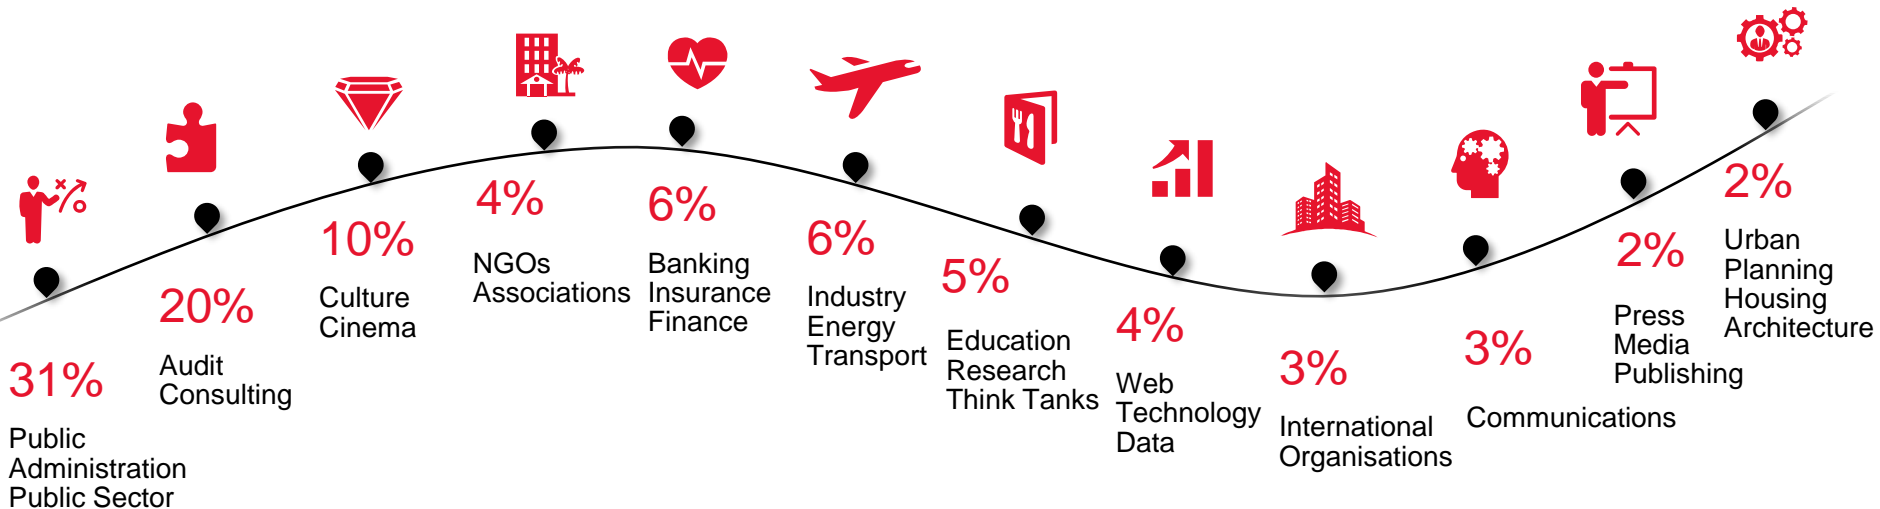 31%
Public
Administration
Public Sector
20%
Audit
Consulting
10%
Culture
Cinema
4%
NGOs
Associations
6%
Banking
Insurance
Finance
6%
Industry
Energy
Transport
5%
Education
Research
Think Tanks
4%
Web
Technology
Data
3%
International
Organisations
3%
Communications
2%
Press
Media
Publishing
2%
Urban
Planning
Housing
Architecture